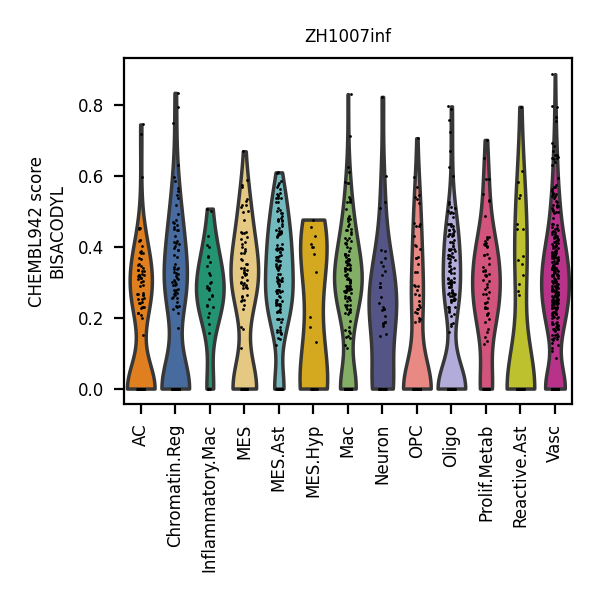 ZH1007inf
CHEMBL942 score
BISACODYL
0.8
0.6
0.4
0.2
0.0
AC
Chromatin.Reg
Inflammatory.Mac
MES
MES.Ast
MES.Hyp
Mac
Neuron
OPC
Oligo
Prolif.Metab
Reactive.Ast
Vasc